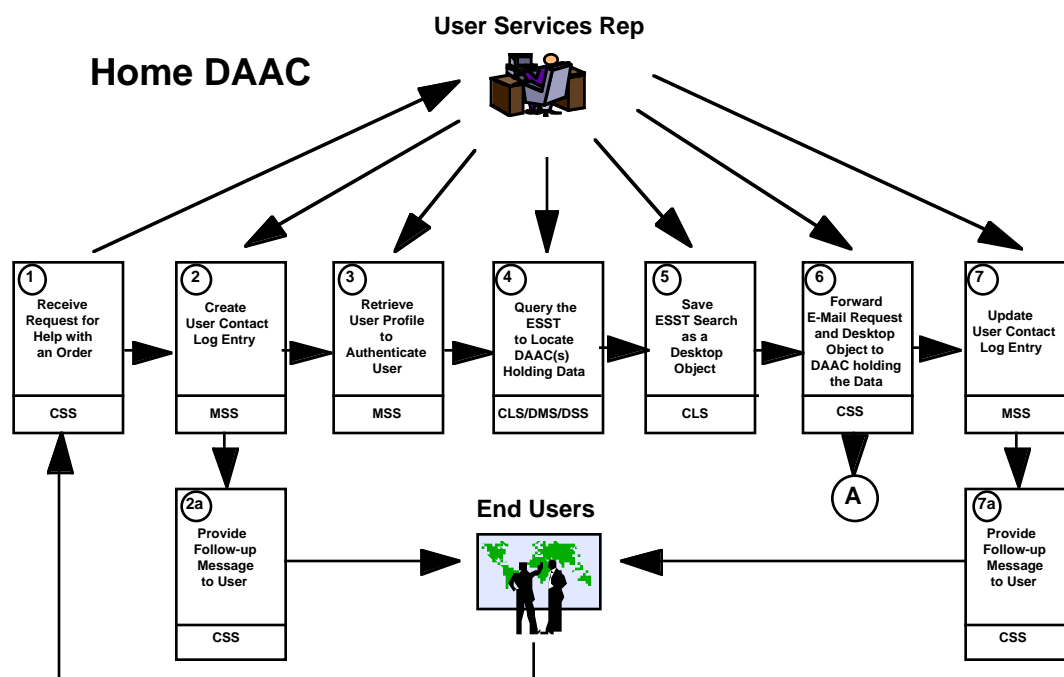 User Services Rep
Home DAAC
1
Receive
Request for
Help with
an Order
CSS
2
Create
User Contact
Log Entry
MSS
3
Retrieve
User Profile
to
Authenticate
User
MSS
4
Query the
ESST
to Locate
DAAC(s)
Holding Data
CLS/DMS/DSS
5
Save
ESST Search
as a
Desktop
Object
CLS
6
Forward
E-Mail Request
and Desktop
Object to
DAAC holding
the Data
CSS
7
Update
User Contact
Log Entry
MSS
2a
Provide
Follow-up
Message
to User
CSS
End Users
A
7a
Provide
Follow-up
Message
to User
CSS